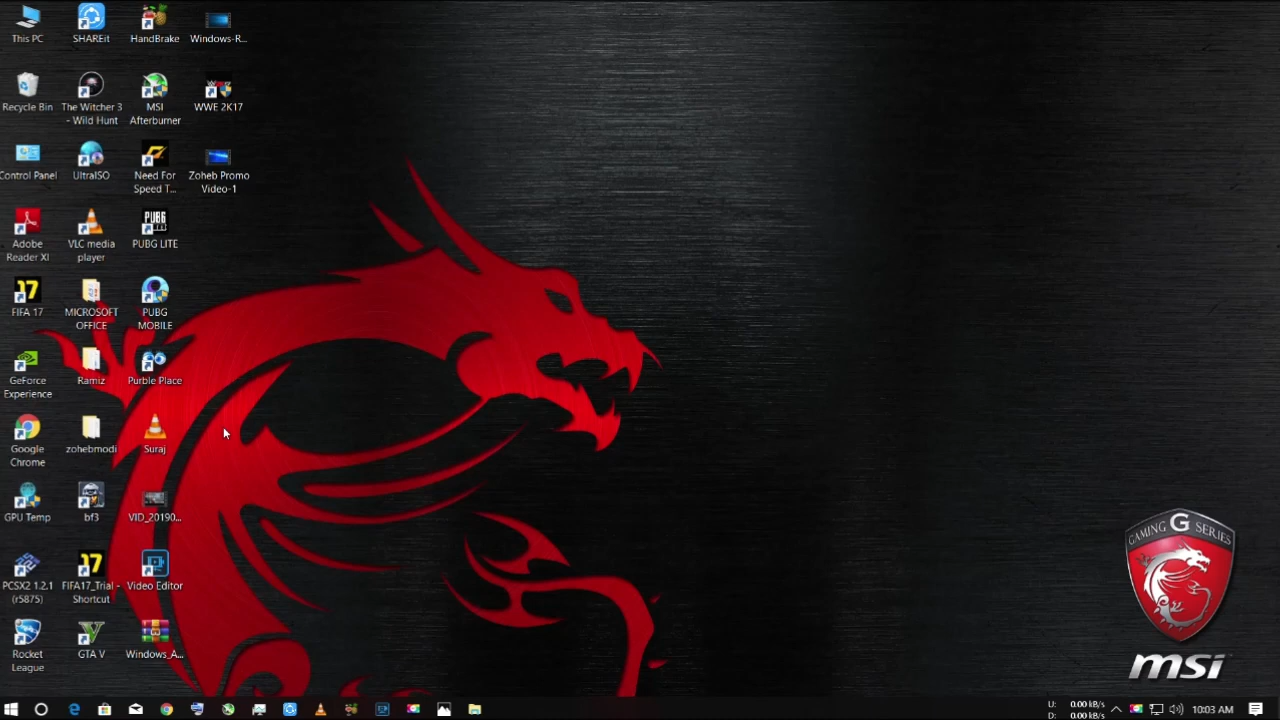 This PC
SHAREit
HandBrake
Windows-R...
Recycle Bin
The Witcher 3
- Wild Hunt
MSI
Afterburner
WWE 2K17
Control Panel
UltraISO
Need For
Speed T...
Zoheb Promo
Video-1
Adobe
Reader XI
VLC media
player
PUBG
PUBG LITE
17
FIFA 17
MICROSOFT
OFFICE
PUBG
MOBILE
GeForce
Experience
Ramiz
Purble Place
Google
Chrome
zohebmodi
Suraj
GPU Temp
bf3
VID_20190...
PCSX2 1.2.1
(r5875)
17
FIFA17_Trial -
Shortcut
Video Editor
Rocket
League
GTA V
Windows_A...
GAMING G SERIES
msi
U: 0.00 kB/s
D: 0.00 kB/s
10:03 AM